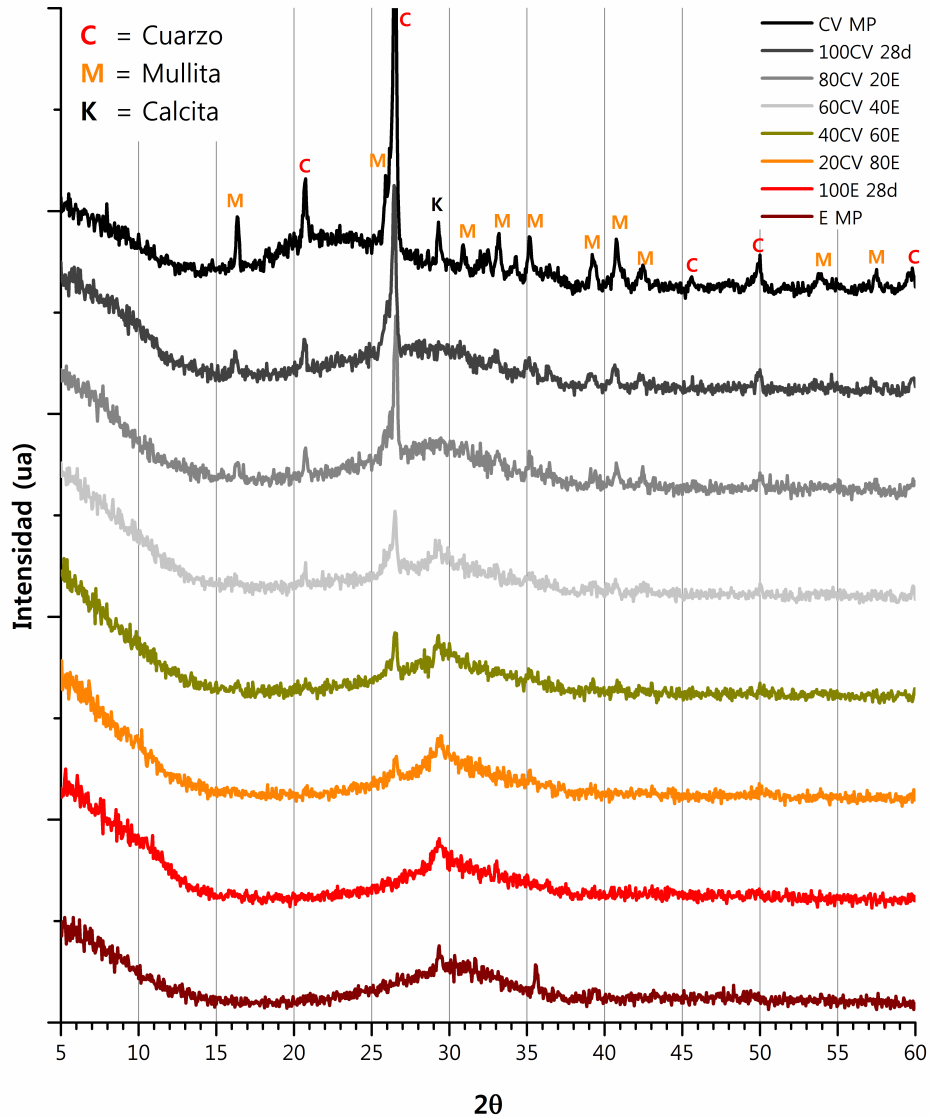 C = Cuarzo
M = Mullita
K = Calcita
CV MP
100CV 28d
80CV 20E
60CV 40E
40CV 60E
20CV 80E
100E 28d
E MP
C
M
C
M
K
M
M
M
M
M
M
C
C
M
M
C
Intensidad (ua)
5 10 15 20 25 30 35 40 45 50 55 60
2θ